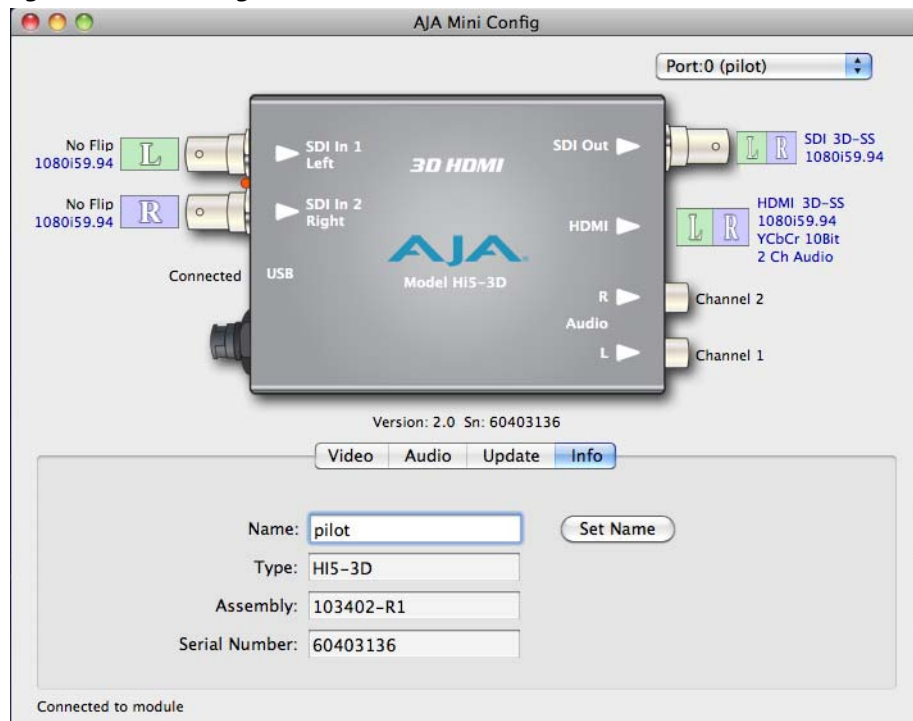 AJA Mini Config
Port:0 (pilot)
No Flip
1080i59.94
L
SDI In 1
Left
3D HDMI
SDI Out
L R
SDI 3D-SS
1080i59.94
No Flip
1080i59.94
R
SDI In 2
Right
HDMI
L R
HDMI 3D-SS
1080i59.94
YCbCr 10Bit
2 Ch Audio
Connected
USB
AJA
Model Hi5-3D
R
Channel 2
Audio
L
Channel 1
Version: 2.0 Sn: 60403136
Video Audio Update Info
Name: pilot Set Name
Type: HI5-3D
Assembly: 103402-R1
Serial Number: 60403136
Connected to module